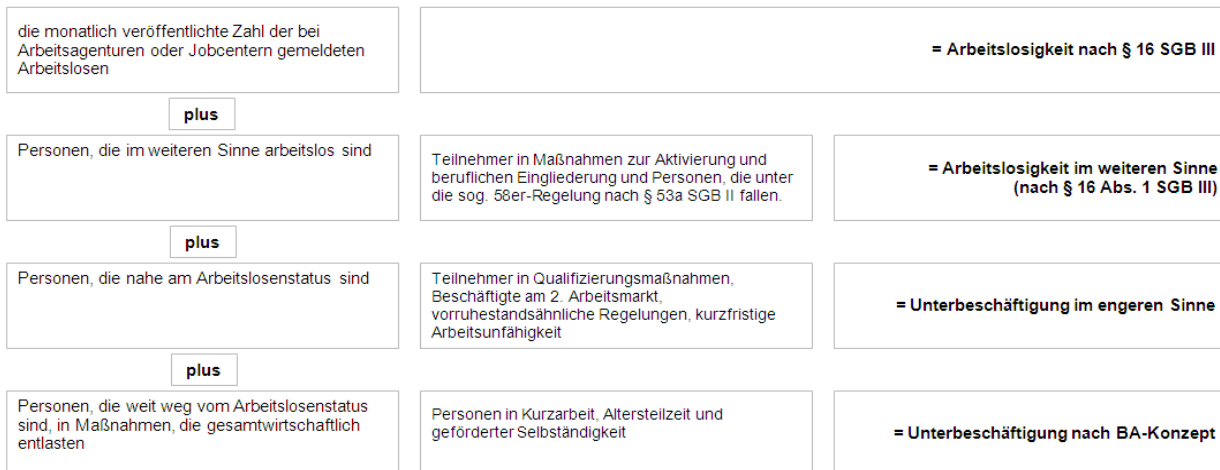 die monatlich veröffentlichte Zahl der bei
Arbeitsagenturen oder Jobcentern gemeldeten
Arbeitslosen
= Arbeitslosigkeit nach § 16 SGB III
plus
Personen, die im weiteren Sinne arbeitslos sind
Teilnehmer in Maßnahmen zur Aktivierung und
beruflichen Eingliederung und Personen, die unter
die sog. 58er-Regelung nach § 53a SGB II fallen.
= Arbeitslosigkeit im weiteren Sinne
(nach § 16 Abs. 1 SGB III)
plus
Personen, die nahe am Arbeitslosenstatus sind
Teilnehmer in Qualifizierungsmaßnahmen,
Beschäftigte am 2. Arbeitsmarkt,
vorruhestandsähnliche Regelungen, kurzfristige
Arbeitsunfähigkeit
= Unterbeschäftigung im engeren Sinne
plus
Personen, die weit weg vom Arbeitslosenstatus
sind, in Maßnahmen, die gesamtwirtschaftlich
entlasten
Personen in Kurzarbeit, Altersteilzeit und
geförderter Selbständigkeit
= Unterbeschäftigung nach BA-Konzept